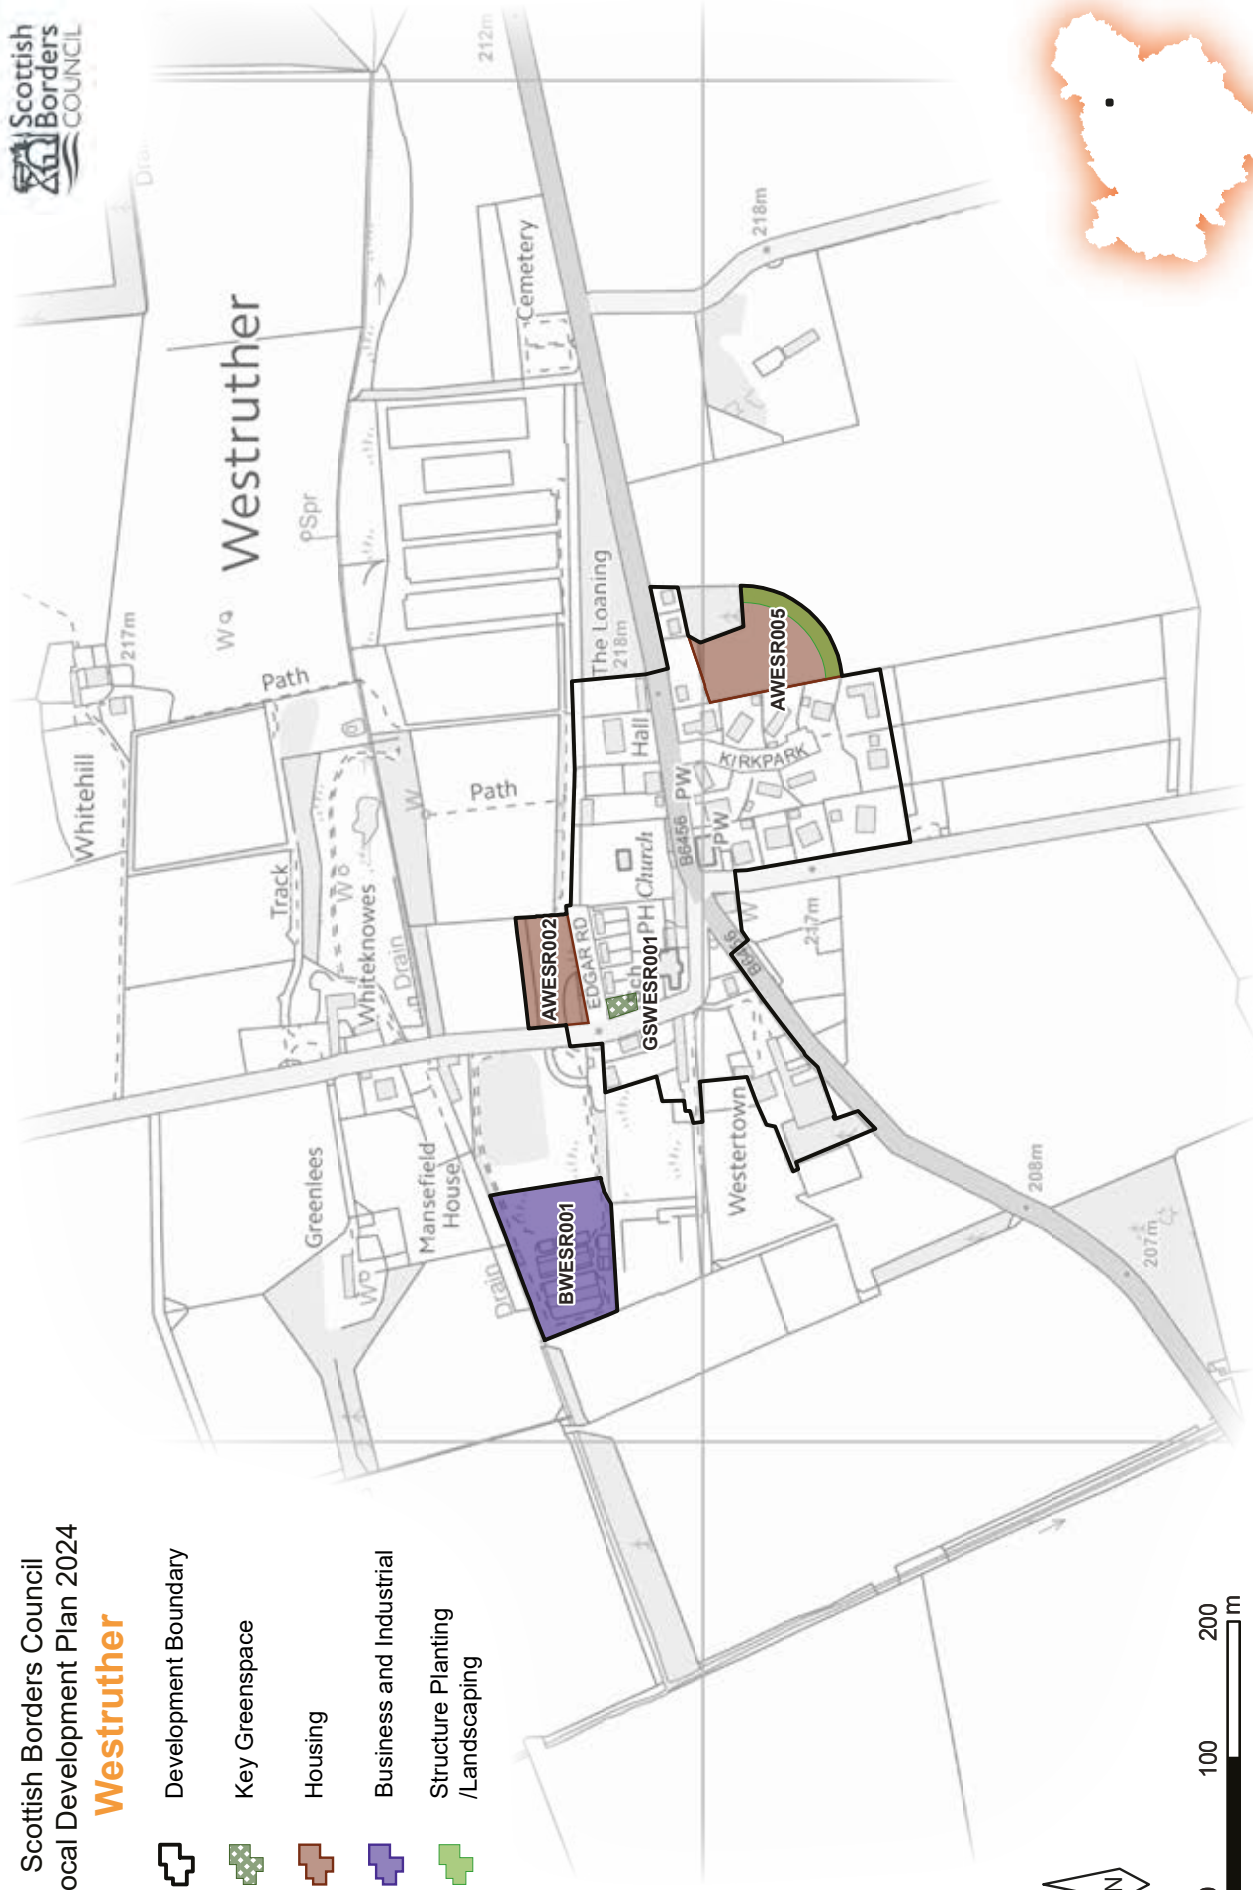 Scottish Borders Council
ocal Development Plan 2024
Westruther
Development Boundary
Key Greenspace
Housing
Business and Industrial
Structure Planting
/Landscaping
Scottish
Borders
COUNCIL
Westruther
Whitehill
217m
Path
Spr
W
Track
W
Whiteknowes
Drain
W
Path
Greenlees
W
Mansefield
House
Drain
BWESR001
AWESR002
EDGAR RD
GSWESR001
PH
Church
Hall
The Loaning
218m
Cemetery
212m
218m
B6456
PW
PW
KIRKPARK
AWESR005
B6456
W
217m
Westertown
208m
207m
100
200
m
N